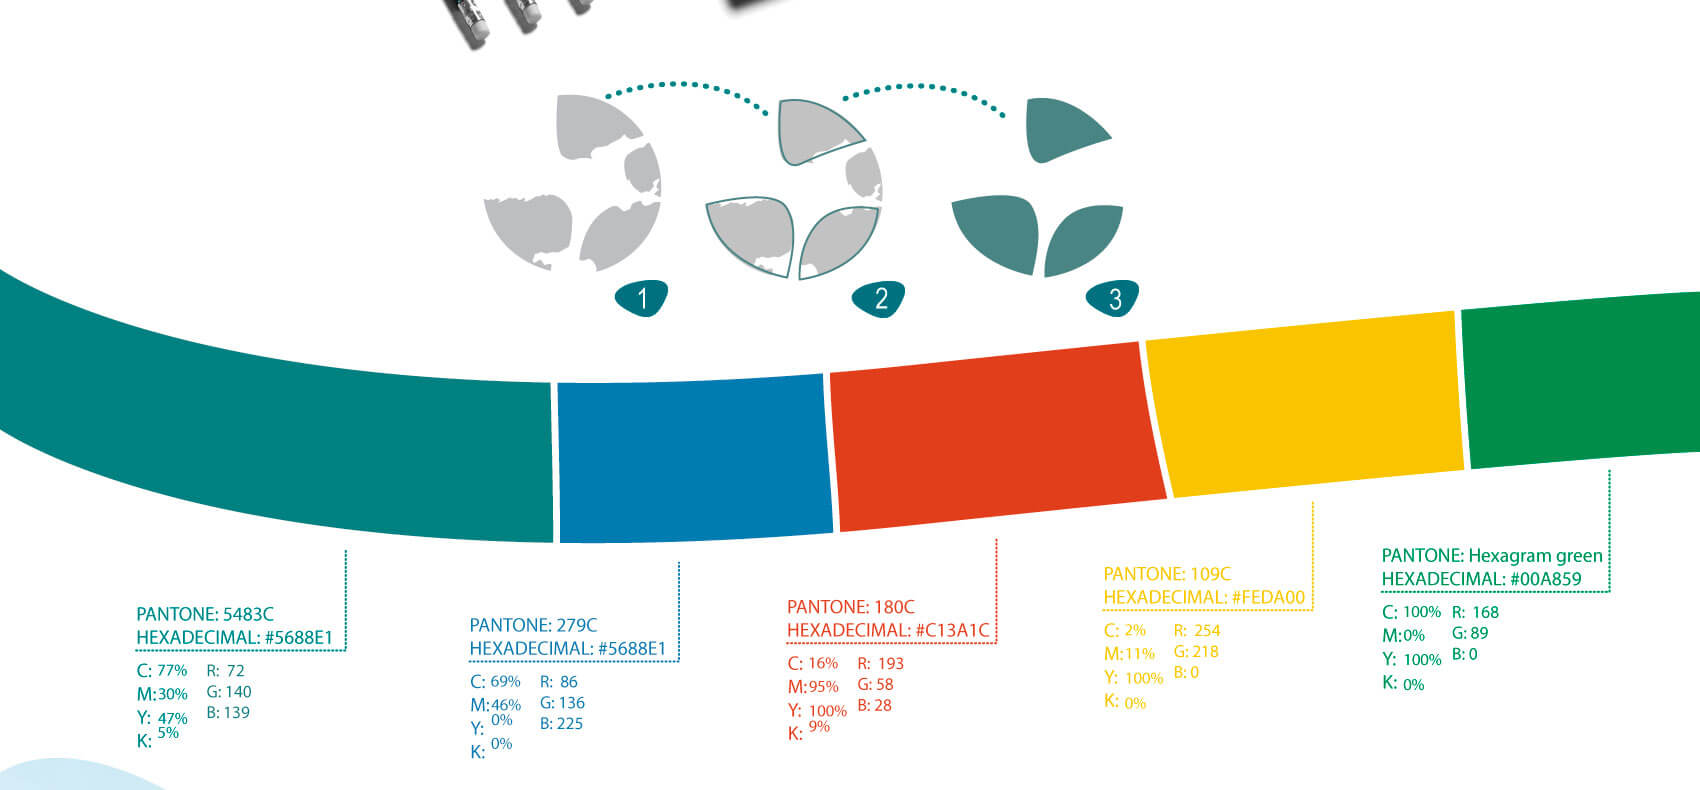 1
2
3
PANTONE: 5483C
HEXADECIMAL: #5688E1
C: 77% R: 72
M:30% G: 140
Y: 47% B: 139
K: 5%
PANTONE: 279C
HEXADECIMAL: #5688E1
C: 69% R: 86
M:46% G: 136
Y: 0% B: 225
K: 0%
PANTONE: 180C
HEXADECIMAL: #C13A1C
C: 16% R: 193
M:95% G: 58
Y: 100% B: 28
K: 9%
PANTONE: 109C
HEXADECIMAL: #FEDA00
C: 2% R: 254
M:11% G: 218
Y: 100% B: 0
K: 0%
PANTONE: Hexagram green
HEXADECIMAL: #00A859
C: 100% R: 168
M:0% G: 89
Y: 100% B: 0
K: 0%